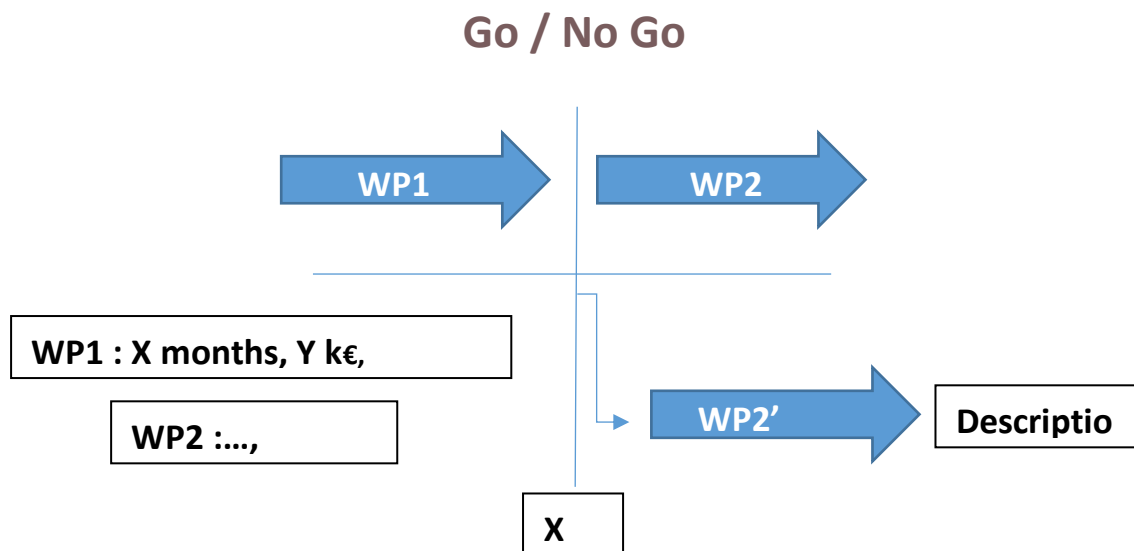 Go / No Go
WP1
WP2
WP1 : X months, Y k€,
WP2 :…,
WP2’
Descriptio
X